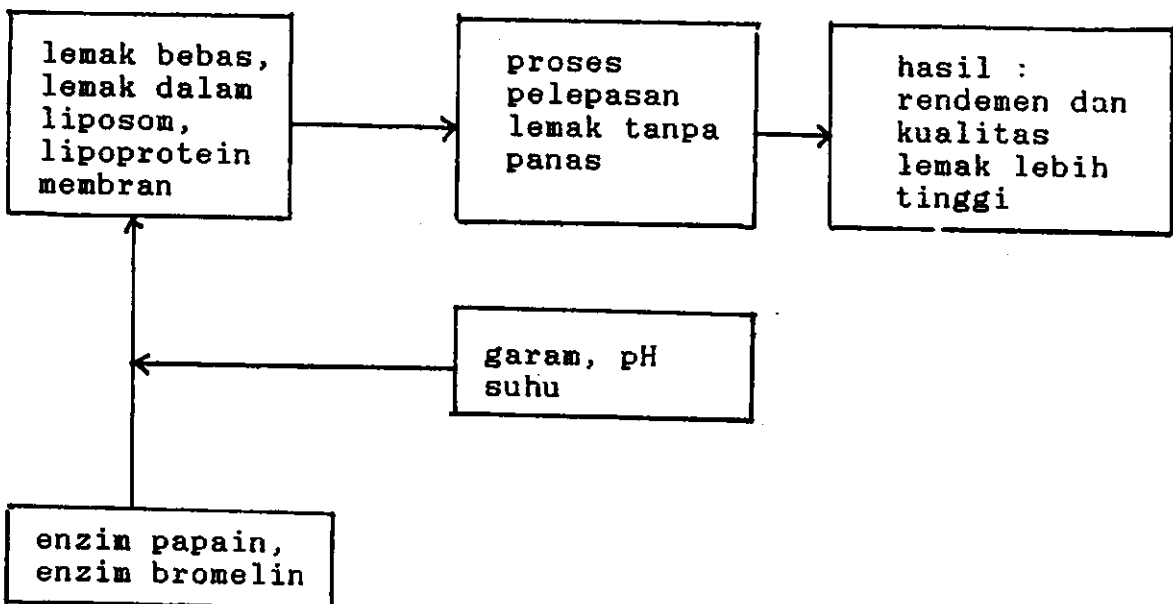 lemak bebas,
lemak dalam
liposom,
lipoprotein
membran
proses
pelepasan
lemak tanpa
panas
hasil :
rendemen dan
kualitas
lemak lebih
tinggi
garam, pH
suhu
enzim papain,
enzim bromelin